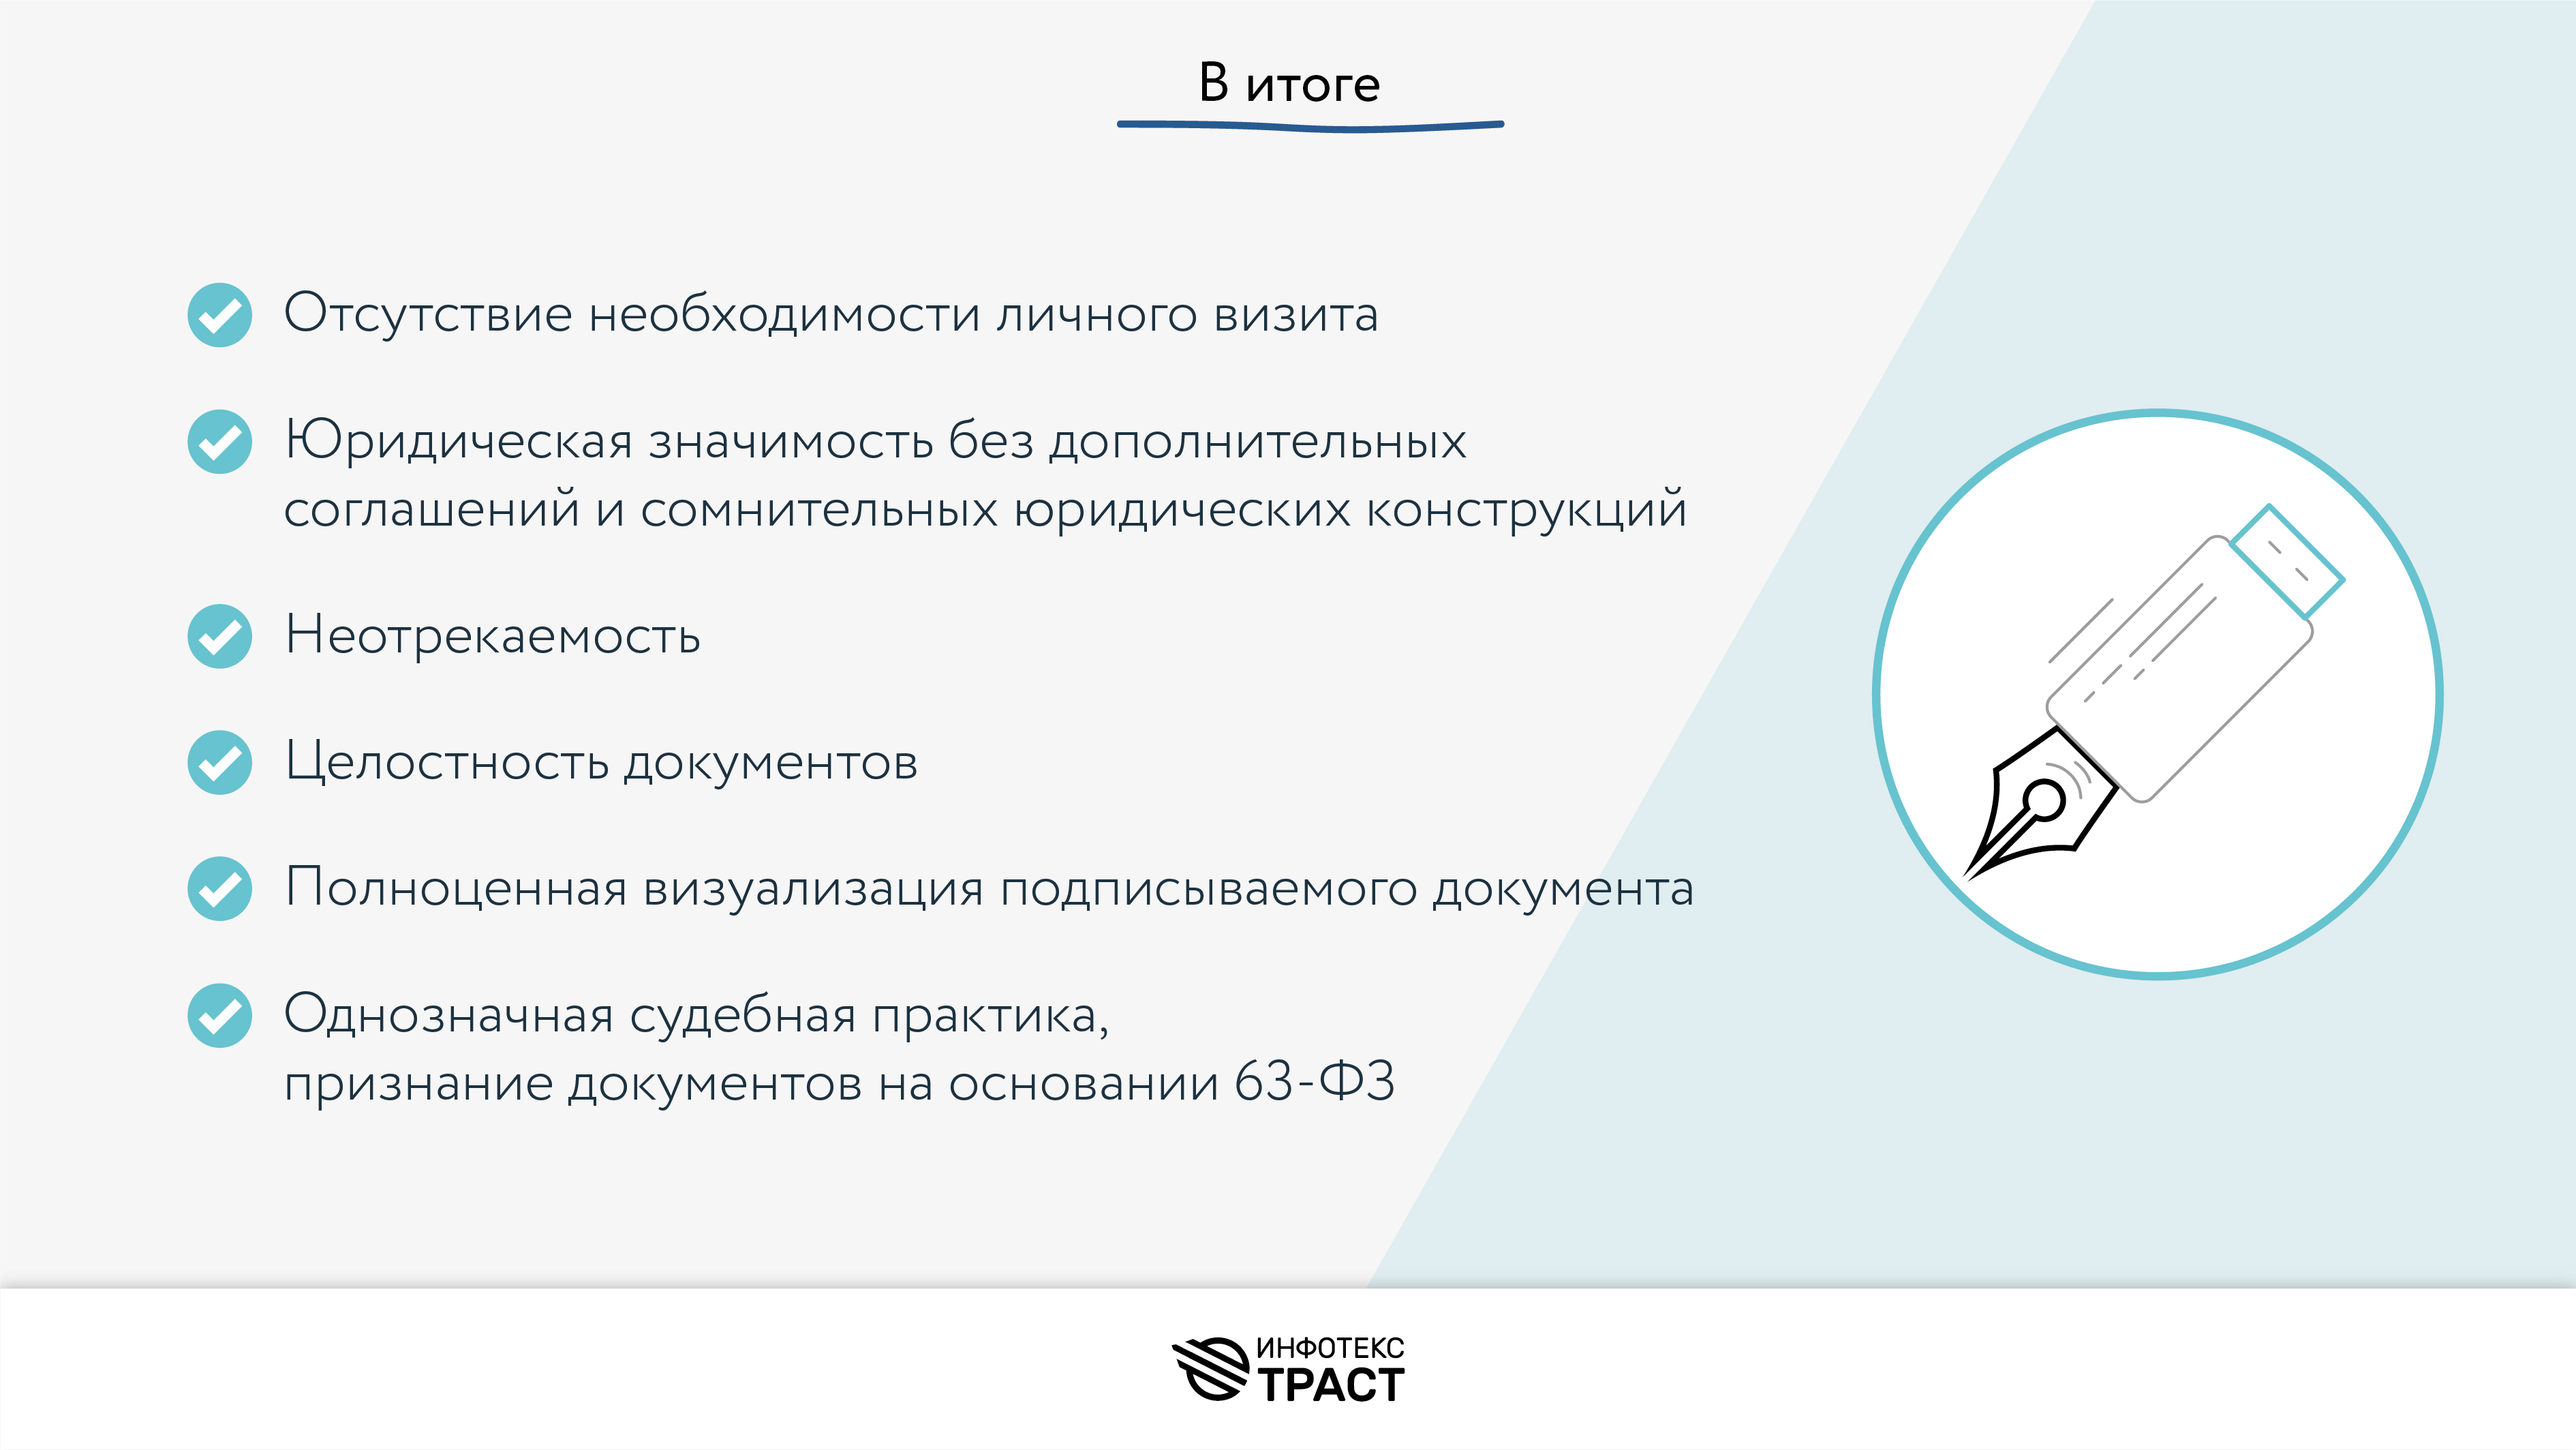 В итоге
Отсутствие необходимости личного визита
Юридическая значимость без дополнительных
соглашений и сомнительных юридических конструкций
Неотрекаемость
Целостность документов
Полноценная визуализация подписываемого документа
Однозначная судебная практика,
признание документов на основании 63-ФЗ
ИНФОТЕКС
ТРАСТ